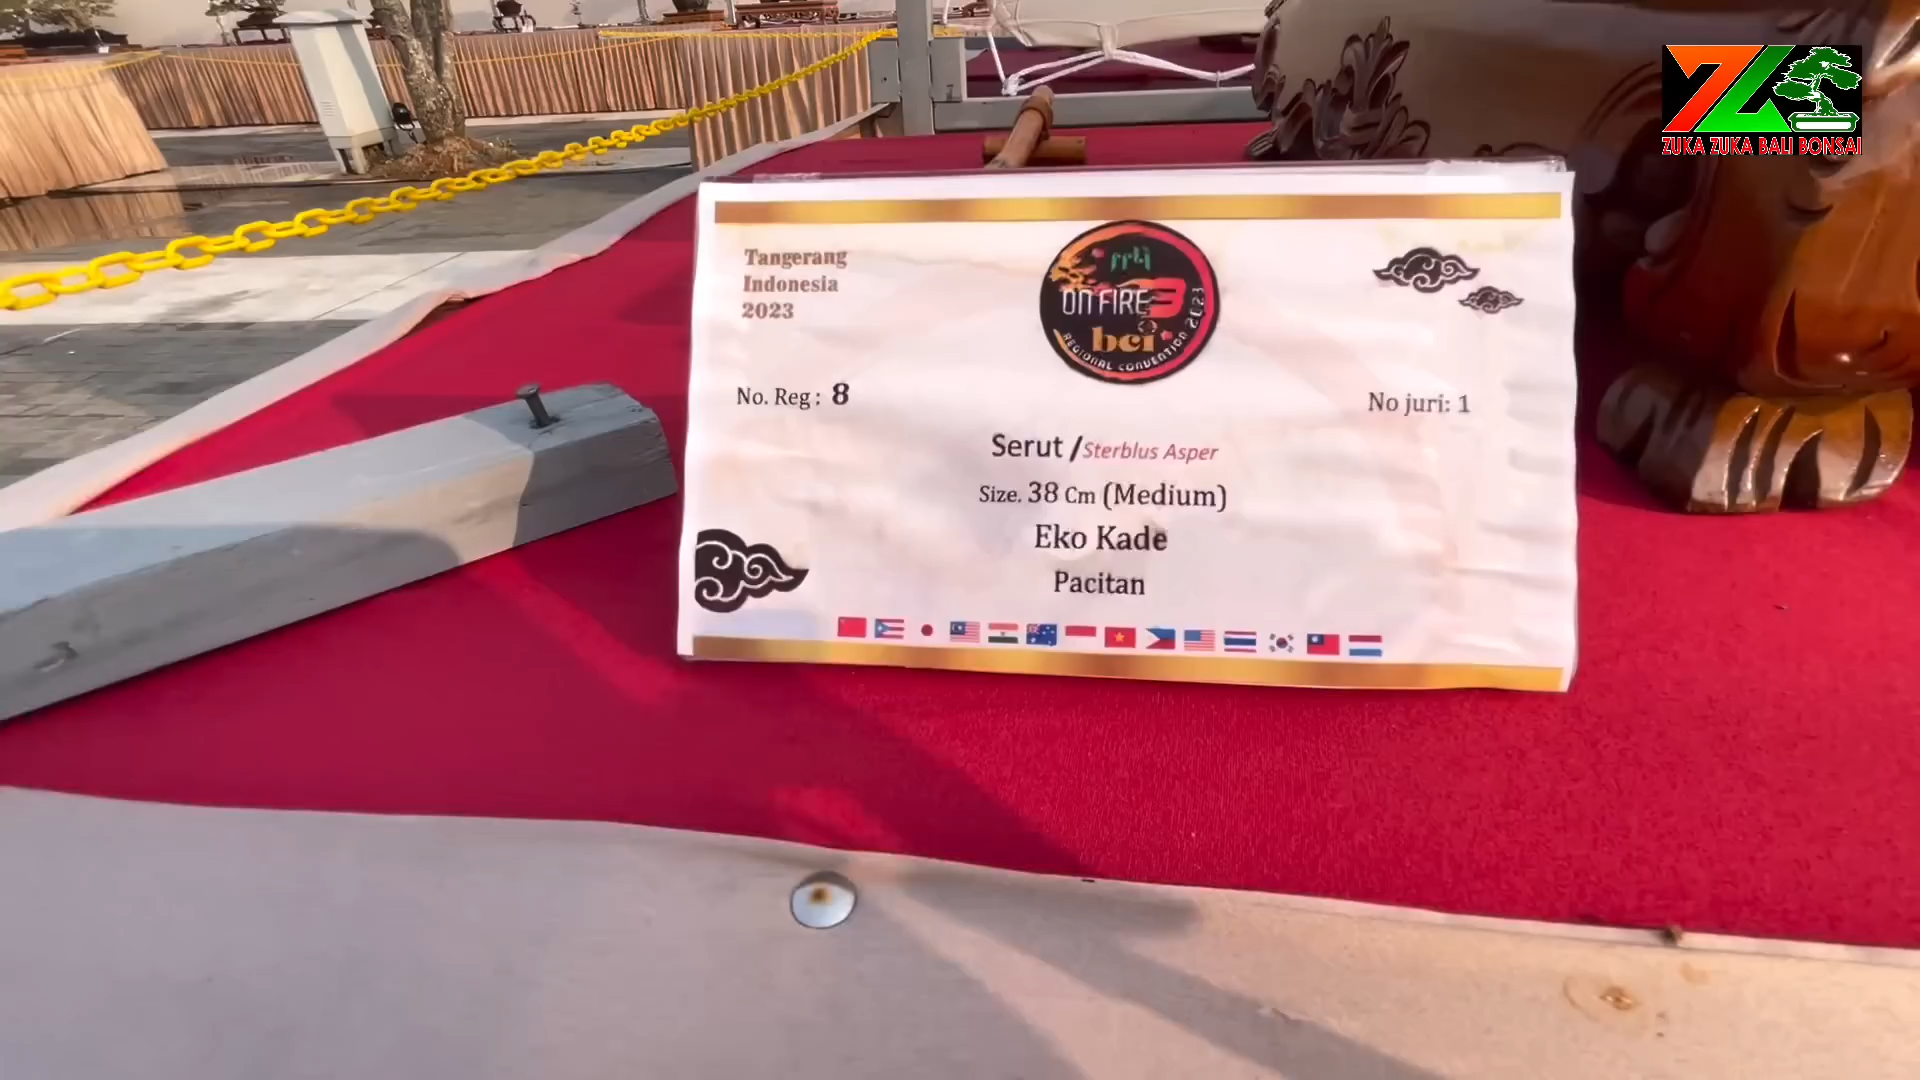 ZUKA ZUKA BALI BONSAI
Tangerang
Indonesia
2023
ON FIRE 3
bci
REGIONAL CONVENTION 2023
No. Reg : 8
No juri: 1
Serut /Sterblus Asper
Size. 38 Cm (Medium)
Eko Kade
Pacitan